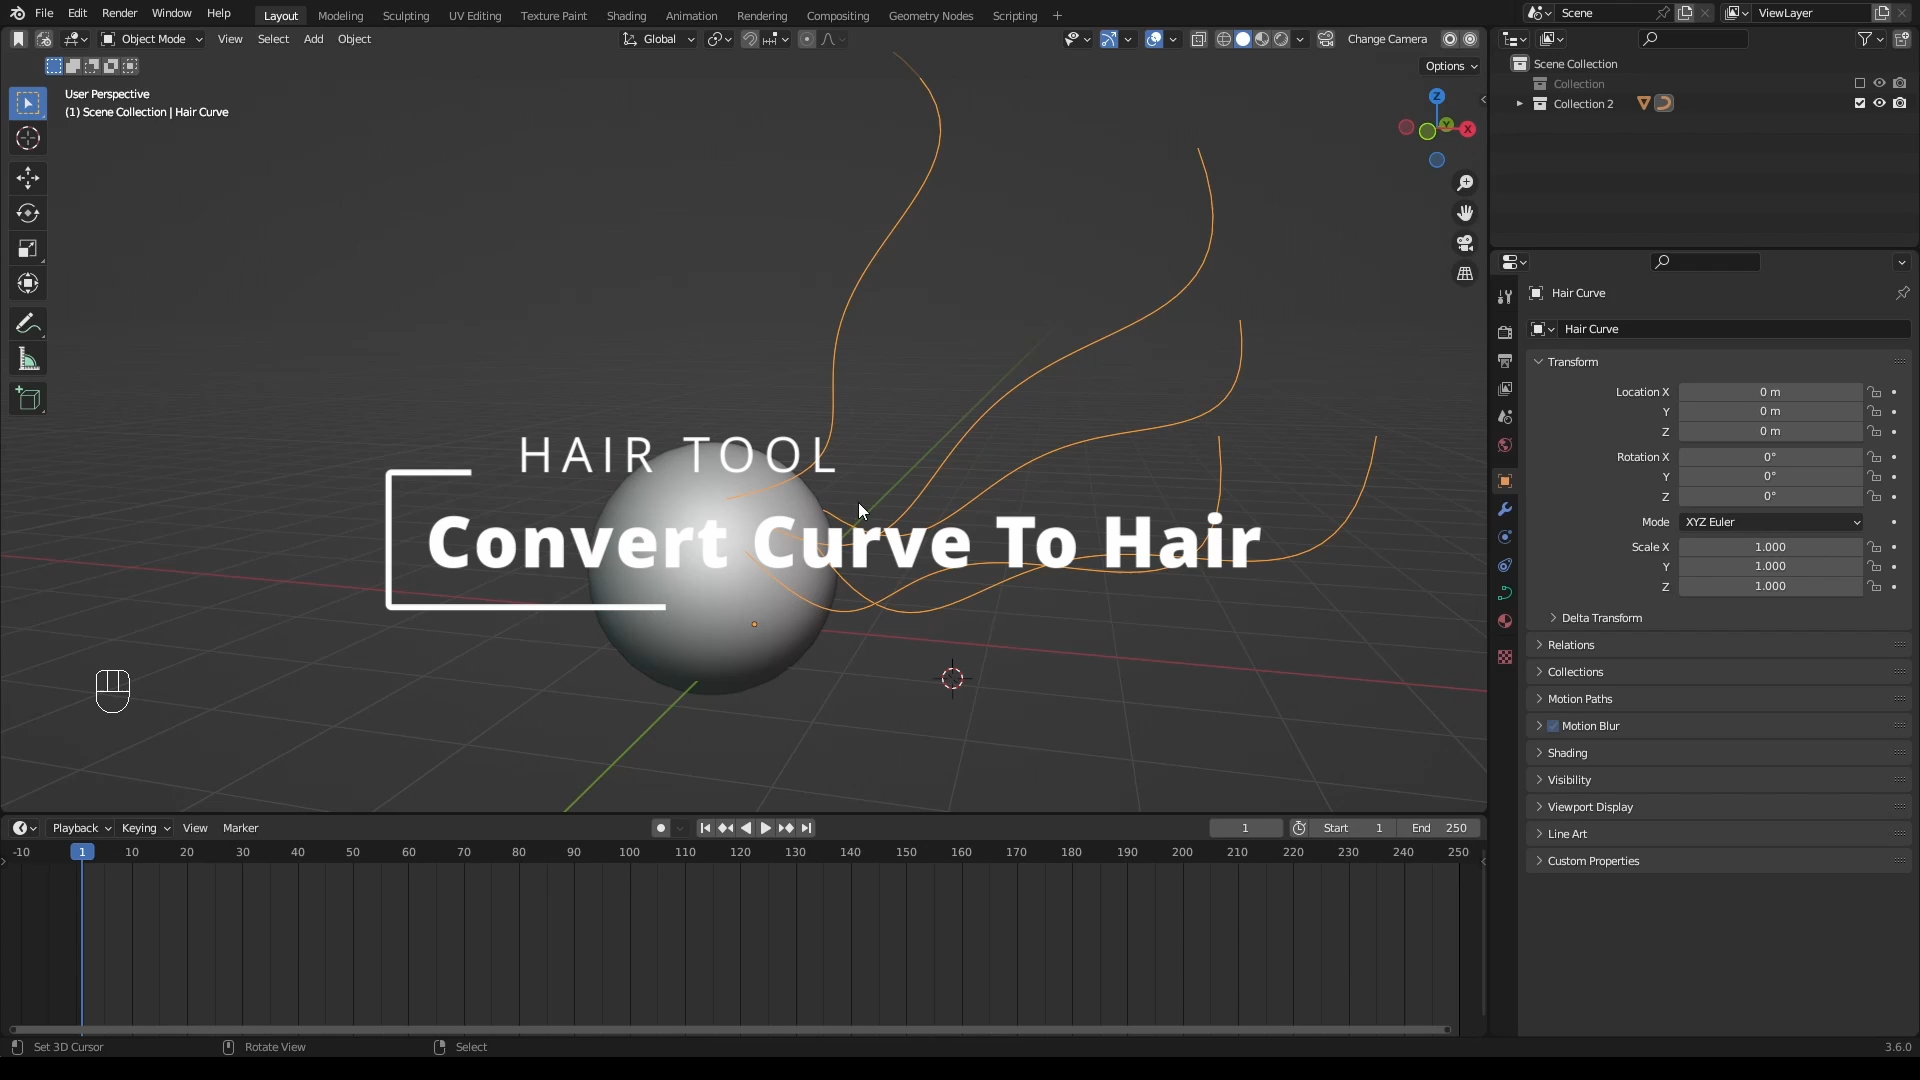 File Edit Render Window Help Layout Modeling Sculpting UV Editing Texture Paint Shading Animation Rendering Compositing Geometry Nodes Scripting + Scene ViewLayer
Object Mode View Select Add Object Global Change Camera
Options
User Perspective
(1) Scene Collection | Hair Curve
Z
Y
X
HAIR TOOL
Convert Curve To Hair
Scene Collection
Collection
Collection 2
Hair Curve
Hair Curve
Transform
Location X 0 m
Y 0 m
Z 0 m
Rotation X 0°
Y 0°
Z 0°
Mode XYZ Euler
Scale X 1.000
Y 1.000
Z 1.000
Delta Transform
Relations
Collections
Motion Paths
Motion Blur
Shading
Visibility
Viewport Display
Line Art
Custom Properties
Playback Keying View Marker 1 Start 1 End 250
-10 1 10 20 30 40 50 60 70 80 90 100 110 120 130 140 150 160 170 180 190 200 210 220 230 240 250
Set 3D Cursor Rotate View Select 3.6.0